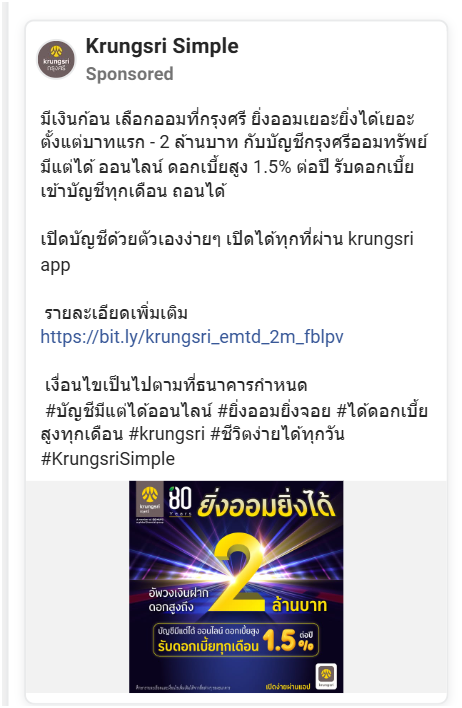 Krungsri Simple
Sponsored
krungsri
กรุงศรี
มีเงินก้อน เลือกออมที่กรุงศรี ยิ่งออมเยอะยิ่งได้เยอะ
ตั้งแต่บาทแรก - 2 ล้านบาท กับบัญชีกรุงศรีออมทรัพย์
มีแต่ได้ ออนไลน์ ดอกเบี้ยสูง 1.5% ต่อปี รับดอกเบี้ย
เข้าบัญชีทุกเดือน ถอนได้
เปิดบัญชีด้วยตัวเองง่ายๆ เปิดได้ทุกที่ผ่าน krungsri
app
รายละเอียดเพิ่มเติม
https://bit.ly/krungsri_emtd_2m_fblpv
เงื่อนไขเป็นไปตามที่ธนาคารกำหนด
#บัญชีมีแต่ได้ออนไลน์ #ยิ่งออมยิ่งจอย #ได้ดอกเบี้ย
สูงทุกเดือน #krungsri #ชีวิตง่ายได้ทุกวัน
#KrungsriSimple
krungsri
กรุงศรี
80
Years
ยิ่งออมยิ่งได้
อัพวงเงินฝาก
ดอกสูงถึง
2
ล้านบาท
บัญชีมีแต่ได้ ออนไลน์ ดอกเบี้ยสูง
รับดอกเบี้ยทุกเดือน 1.5% ต่อปี
เปิดง่ายผ่านแอป
krungsri